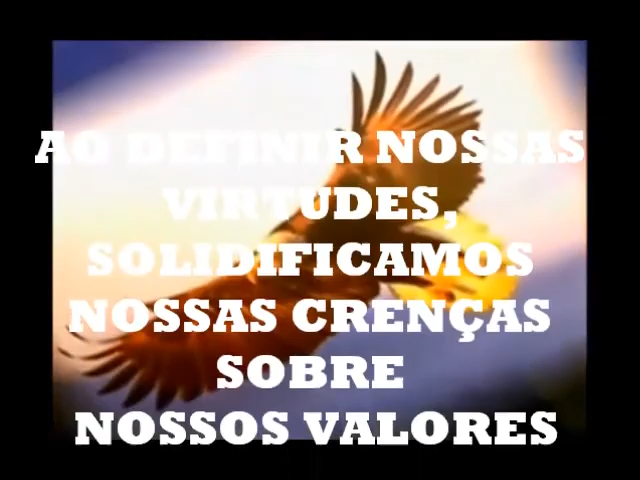 AO DEFINIR NOSSAS
VIRTUDES,
SOLIDIFICAMOS
NOSSAS CRENÇAS
SOBRE
NOSSOS VALORES